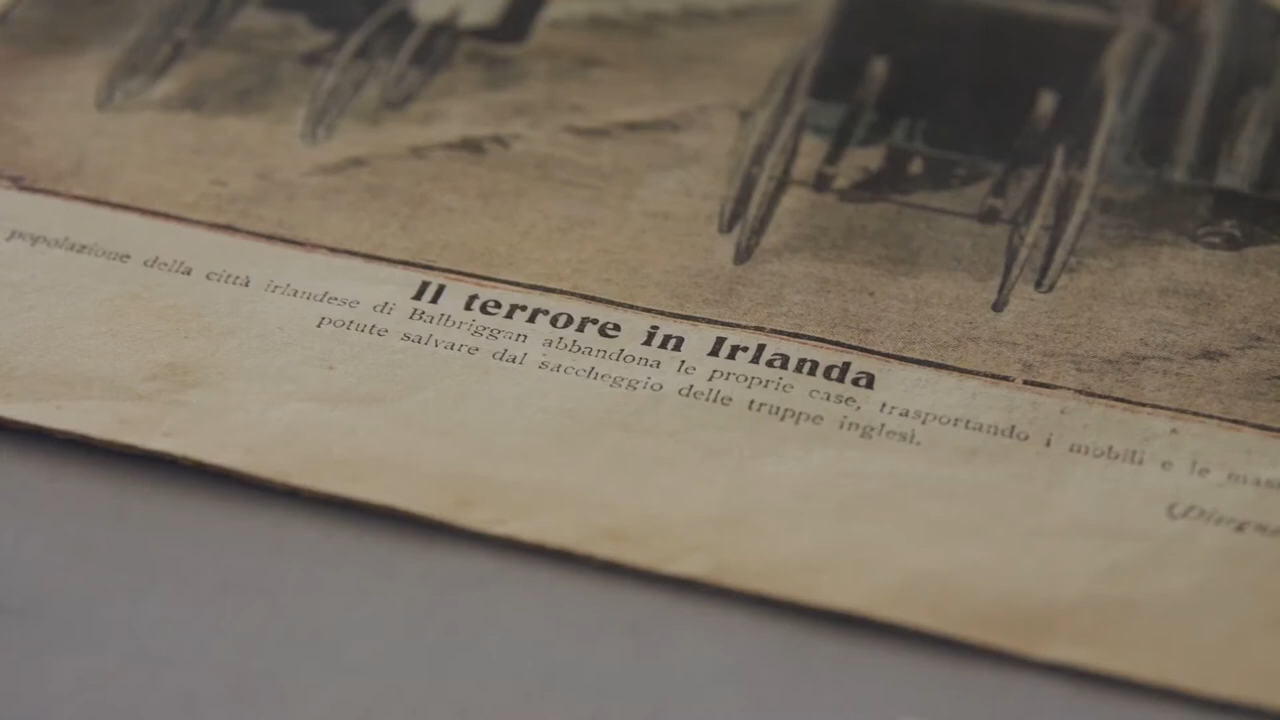 Il terrore in Irlanda
popolazione della città irlandese di Balbriggan abbandona le proprie case, trasportando i mobili e le
potute salvare dal saccheggio delle truppe inglesi.